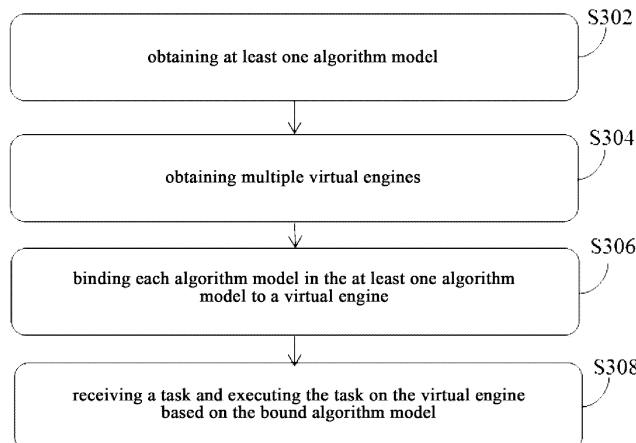 S302
obtaining at least one algorithm model
S304
obtaining multiple virtual engines
S306
binding each algorithm model in the at least one algorithm
model to a virtual engine
S308
receiving a task and executing the task on the virtual engine
based on the bound algorithm model